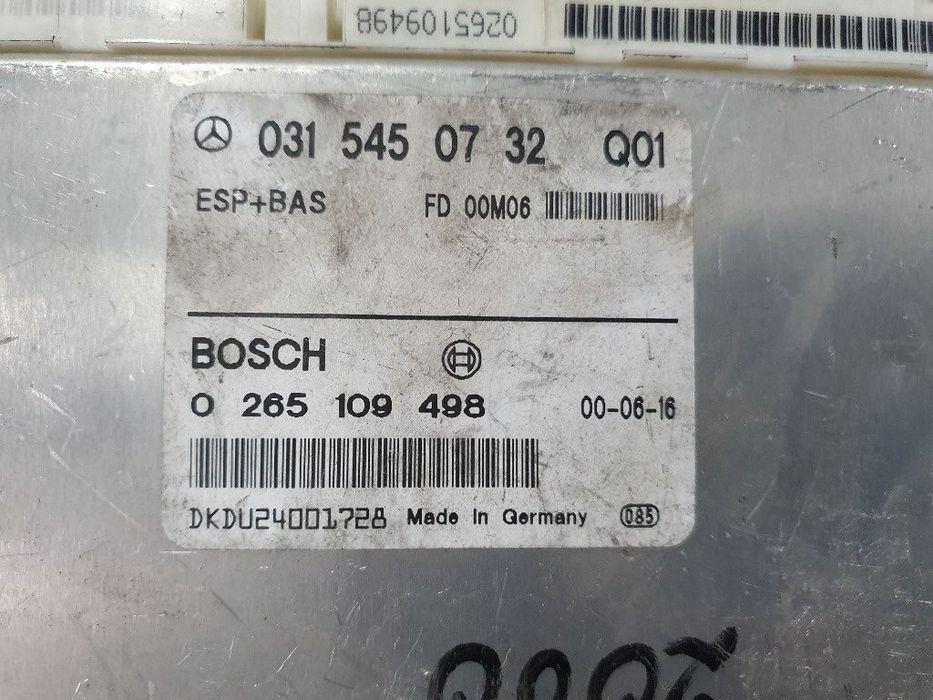 0265109498
031 545 07 32 Q01
ESP+BAS FD 00M06
BOSCH
0 265 109 498 00-06-16
DKDU24001728 Made in Germany 085